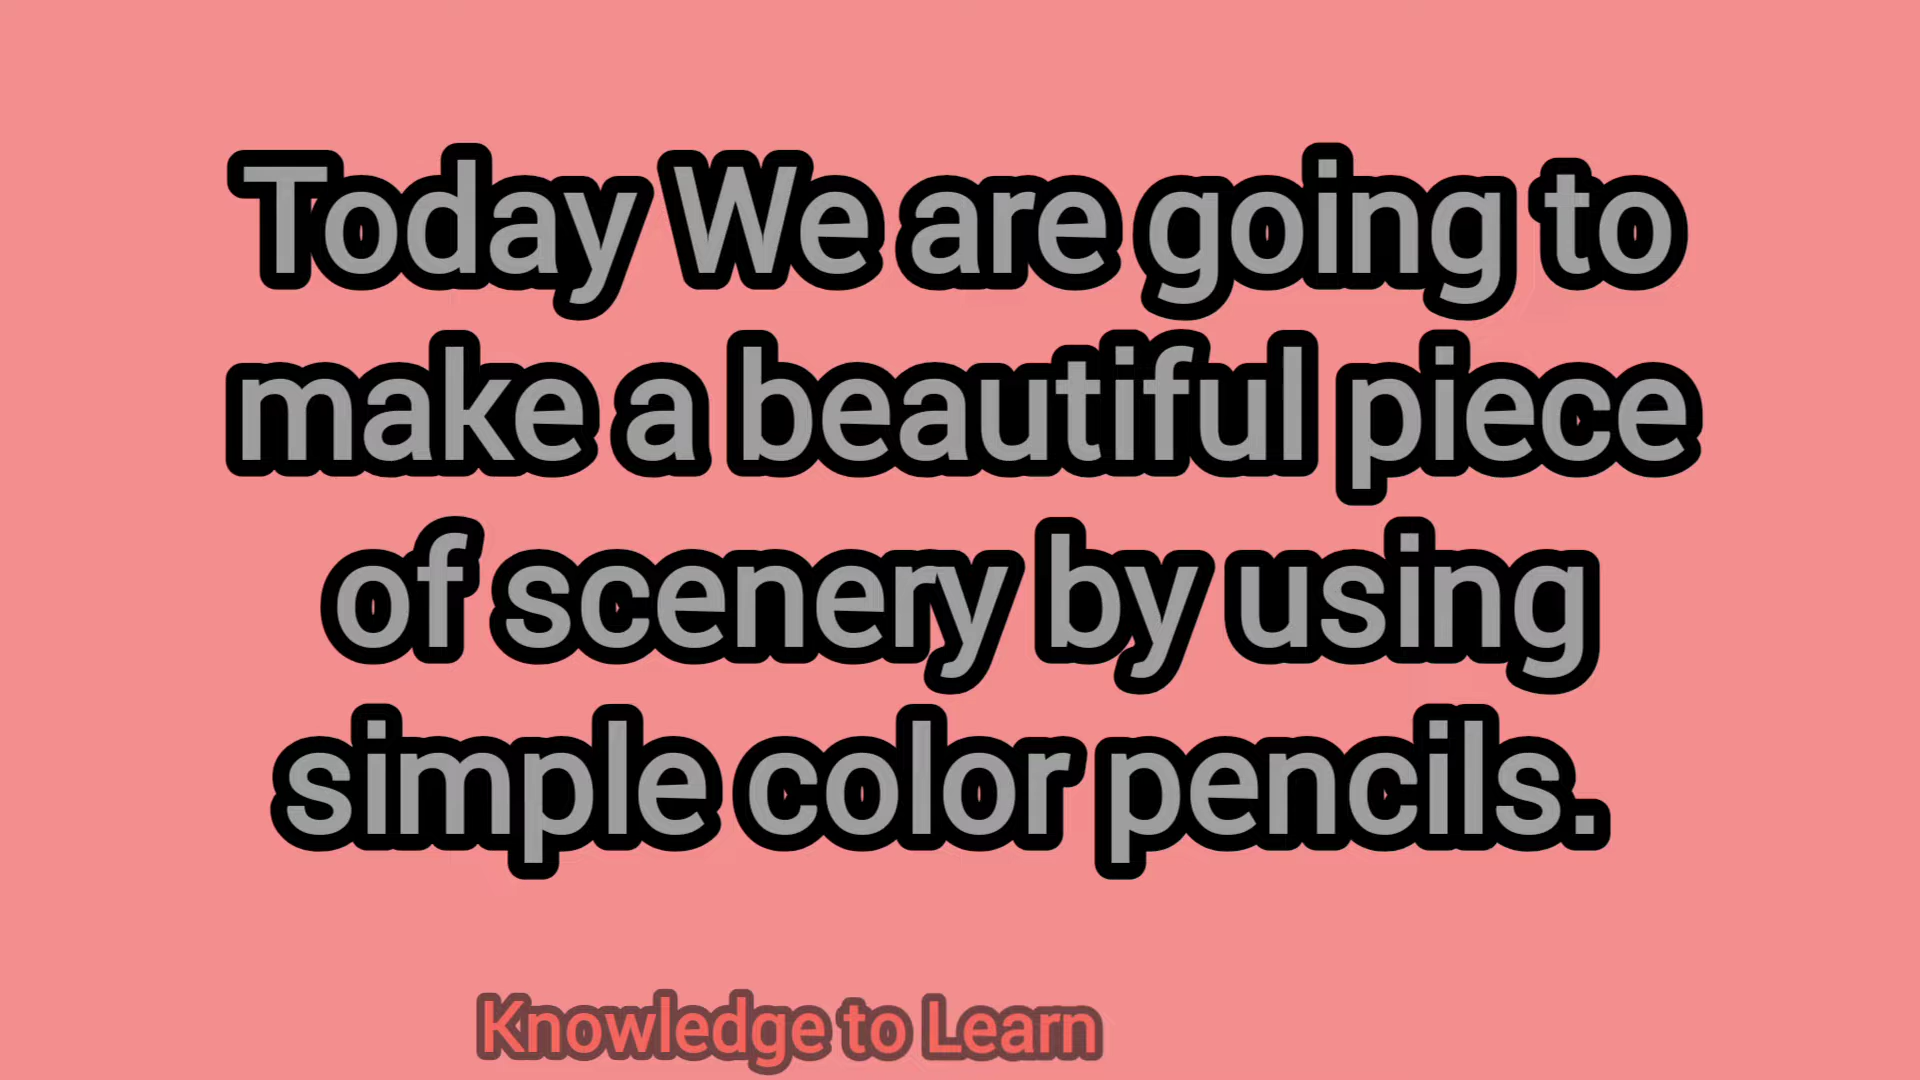 Today We are going to
make a beautiful piece
of scenery by using
simple color pencils.
Knowledge to Learn